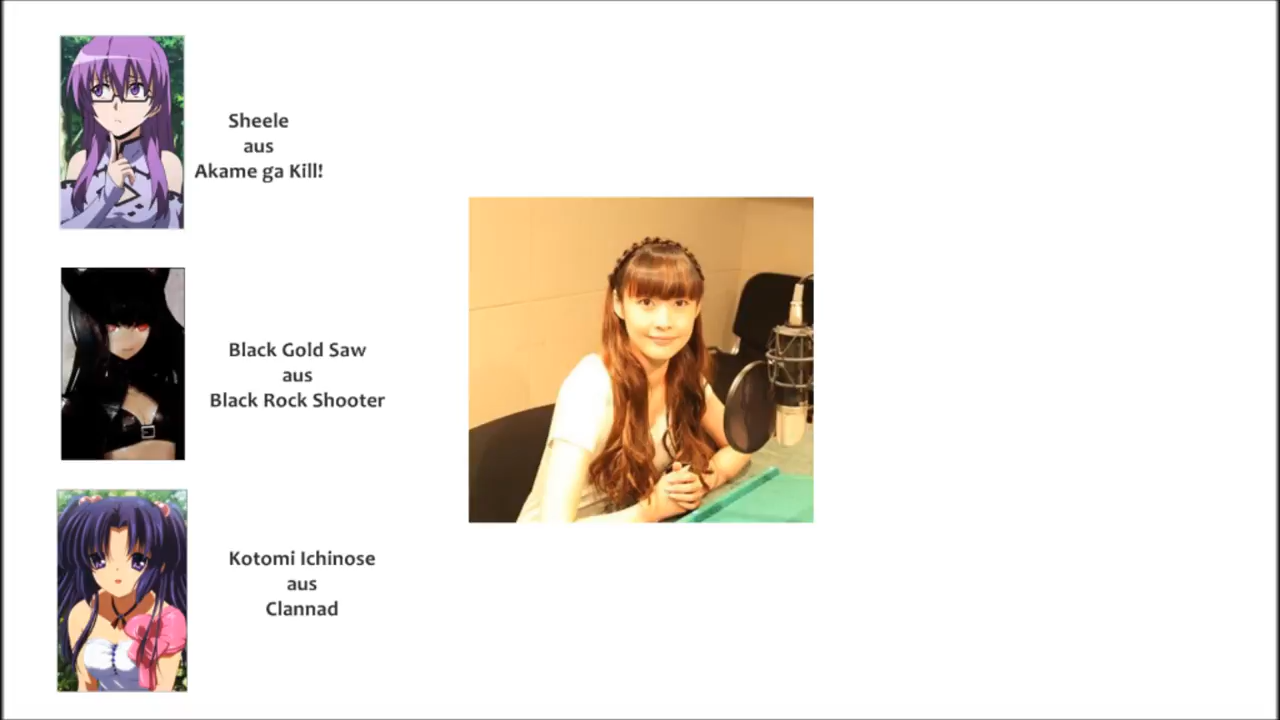 Sheele
aus
Akame ga Kill!
Black Gold Saw
aus
Black Rock Shooter
Kotomi Ichinose
aus
Clannad